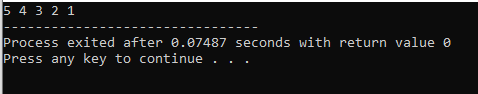 5 4 3 2 1
--------------------------------
Process exited after 0.07487 seconds with return value 0
Press any key to continue . . .